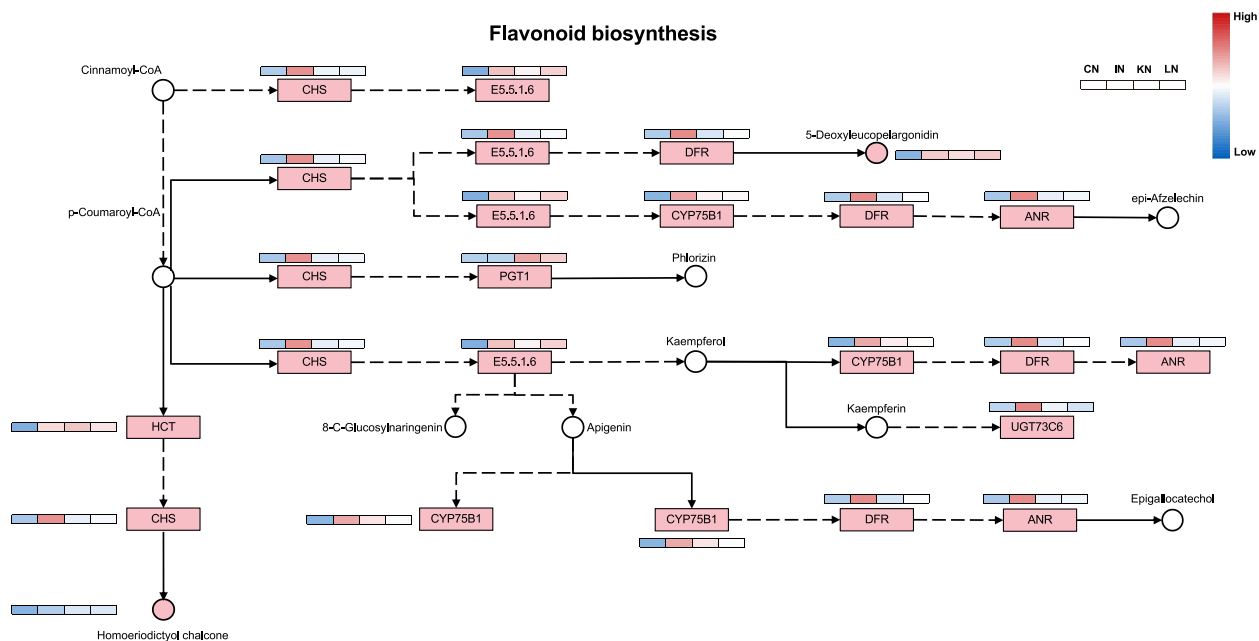 Flavonoid biosynthesis
High
Low
CN IN KN LN
Cinnamoyl-CoA
CHS
E5.5.1.6
E5.5.1.6
DFR
5-Deoxyleucopelargonidin
CHS
p-Coumaroyl-CoA
E5.5.1.6
CYP75B1
DFR
ANR
epi-Afzelechin
CHS
PGT1
Phlorizin
CHS
E5.5.1.6
Kaempferol
CYP75B1
DFR
ANR
HCT
8-C-Glucosylnaringenin
Apigenin
Kaempferin
UGT73C6
CHS
CYP75B1
CYP75B1
DFR
ANR
Epigallocatechol
Homoeriodictyol chalcone